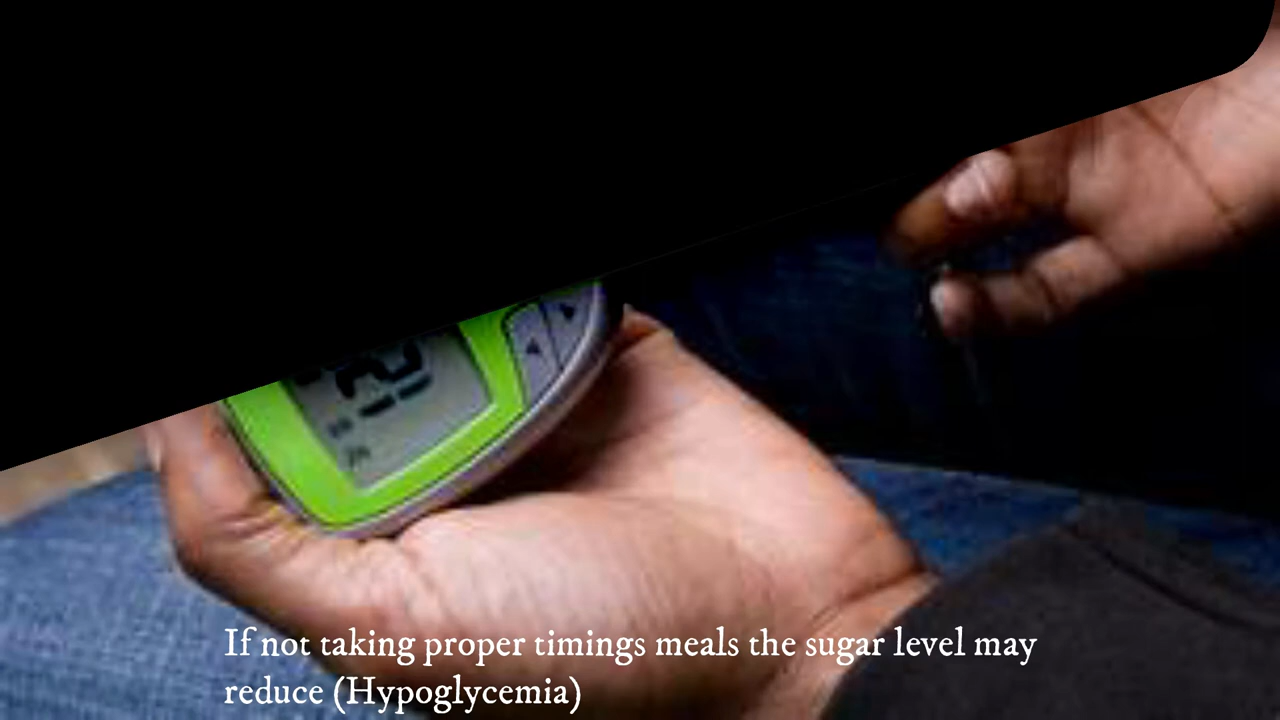 If not taking proper timings meals the sugar level may
reduce (Hypoglycemia)